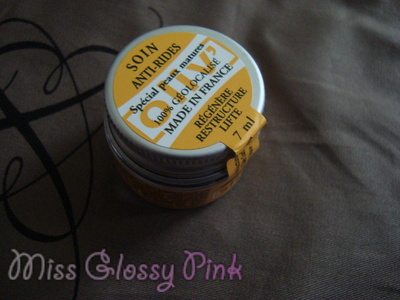 SOIN
ANTI-RIDES
Spécial peaux matures
100% GÉOLOCALISÉ
MADE IN FRANCE
RÉGÉNÈRE
RESTRUCTURE
LIFTE
7 ml
Miss Glossy Pink